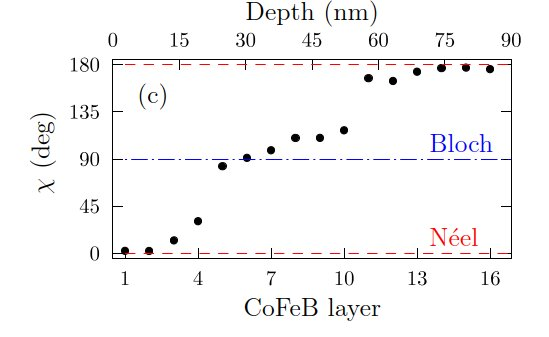 Depth (nm)
0 15 30 45 60 75 90
180
(c)
135
χ (deg)
Bloch
90
45
Néel
0
1 4 7 10 13 16
CoFeB layer